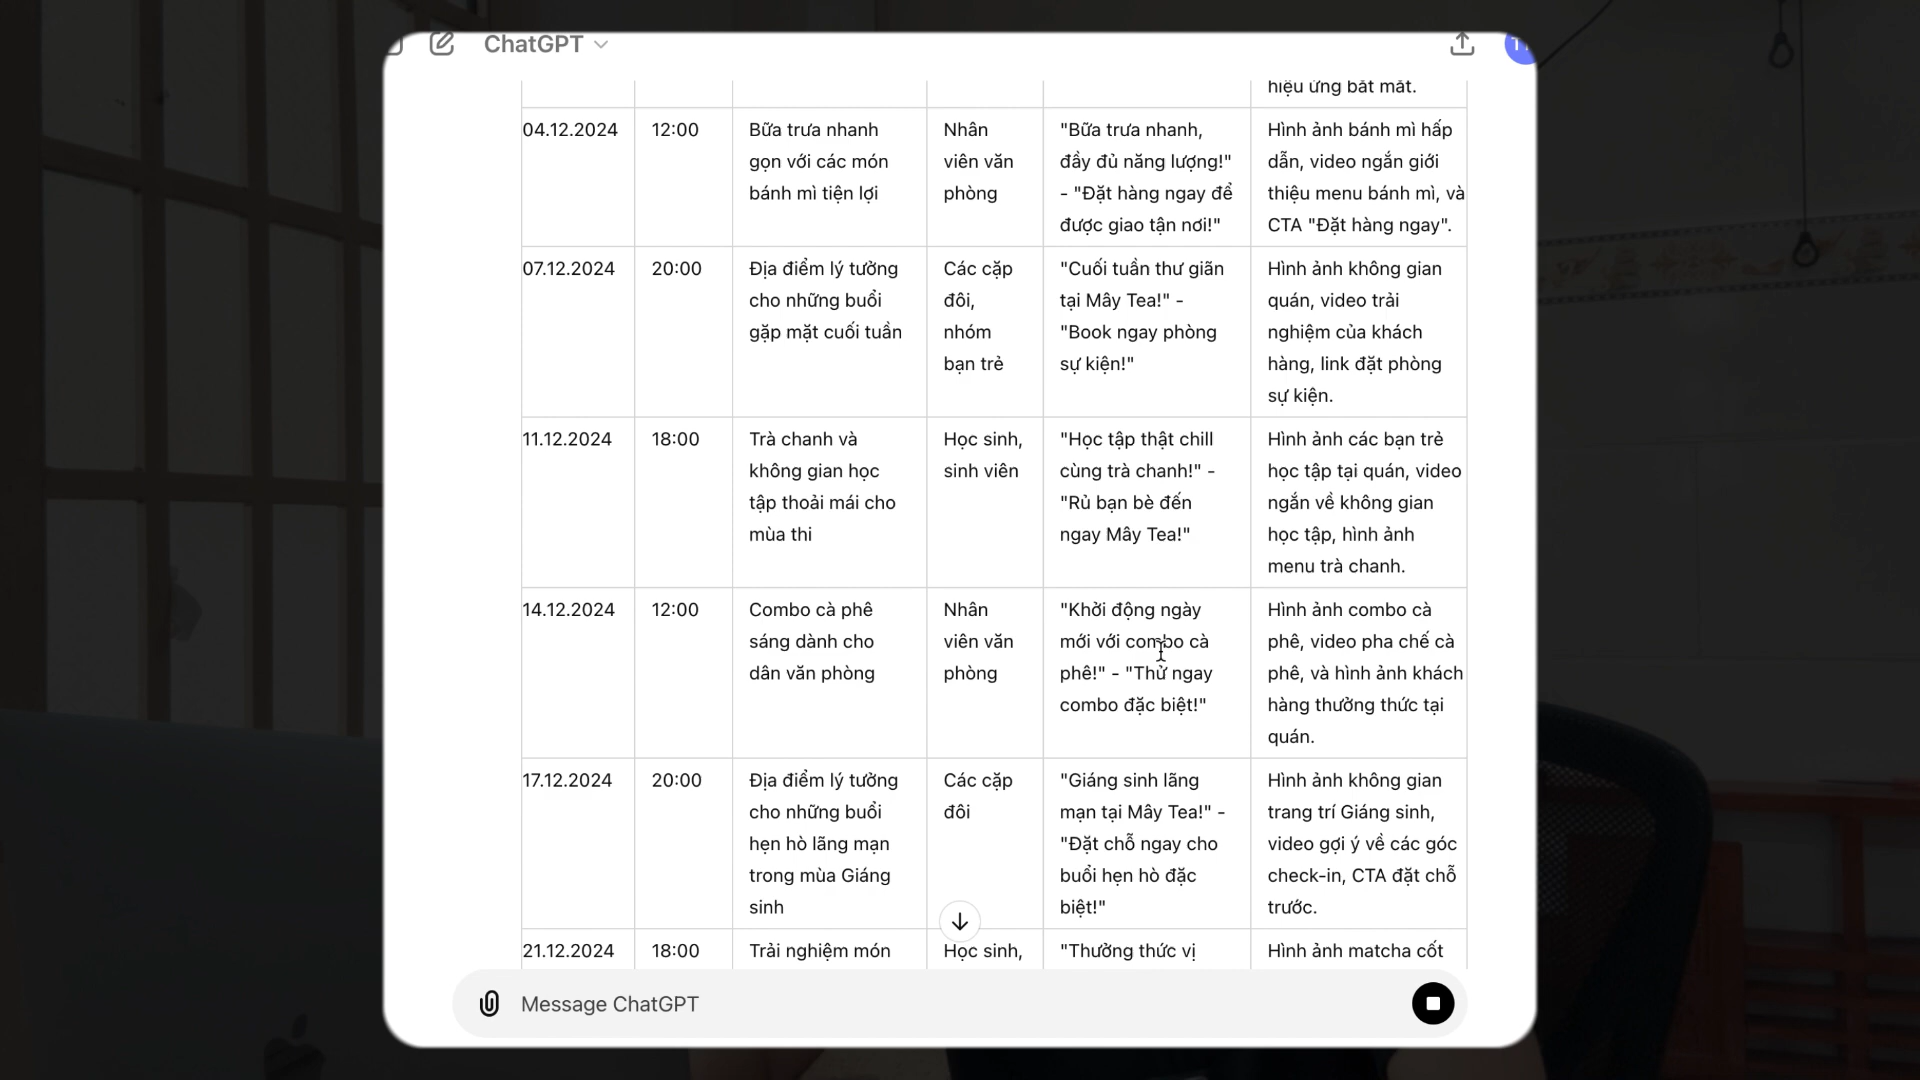 ChatGPT
hiệu ứng bắt mắt.
04.12.2024
12:00
Bữa trưa nhanh
gọn với các món
bánh mì tiện lợi
Nhân
viên văn
phòng
"Bữa trưa nhanh,
đầy đủ năng lượng!"
- "Đặt hàng ngay để
được giao tận nơi!"
Hình ảnh bánh mì hấp
dẫn, video ngắn giới
thiệu menu bánh mì, và
CTA "Đặt hàng ngay".
07.12.2024
20:00
Địa điểm lý tưởng
cho những buổi
gặp mặt cuối tuần
Các cặp
đôi,
nhóm
bạn trẻ
"Cuối tuần thư giãn
tại Mây Tea!" -
"Book ngay phòng
sự kiện!"
Hình ảnh không gian
quán, video trải
nghiệm của khách
hàng, link đặt phòng
sự kiện.
11.12.2024
18:00
Trà chanh và
không gian học
tập thoải mái cho
mùa thi
Học sinh,
sinh viên
"Học tập thật chill
cùng trà chanh!" -
"Rủ bạn bè đến
ngay Mây Tea!"
Hình ảnh các bạn trẻ
học tập tại quán, video
ngắn về không gian
học tập, hình ảnh
menu trà chanh.
14.12.2024
12:00
Combo cà phê
sáng dành cho
dân văn phòng
Nhân
viên văn
phòng
"Khởi động ngày
mới với combo cà
phê!" - "Thử ngay
combo đặc biệt!"
Hình ảnh combo cà
phê, video pha chế cà
phê, và hình ảnh khách
hàng thưởng thức tại
quán.
17.12.2024
20:00
Địa điểm lý tưởng
cho những buổi
hẹn hò lãng mạn
trong mùa Giáng
sinh
Các cặp
đôi
"Giáng sinh lãng
mạn tại Mây Tea!" -
"Đặt chỗ ngay cho
buổi hẹn hò đặc
biệt!"
Hình ảnh không gian
trang trí Giáng sinh,
video gợi ý về các góc
check-in, CTA đặt chỗ
trước.
21.12.2024
18:00
Trải nghiệm món
Học sinh,
"Thưởng thức vị
Hình ảnh matcha cốt
Message ChatGPT